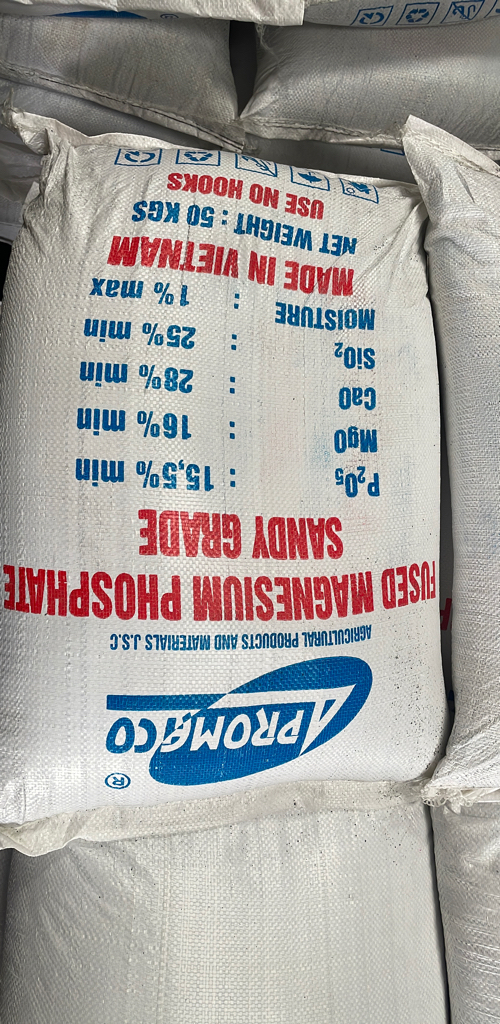 APROMACO ®
AGRICULTURAL PRODUCTS AND MATERIALS J.S.C
FUSED MAGNESIUM PHOSPHATE
SANDY GRADE
P₂O₅ : 15,5% min
MgO : 16% min
CaO : 28% min
SiO₂ : 25% min
MOISTURE : 1% max
MADE IN VIETNAM
NET WEIGHT : 50 KGS
USE NO HOOKS